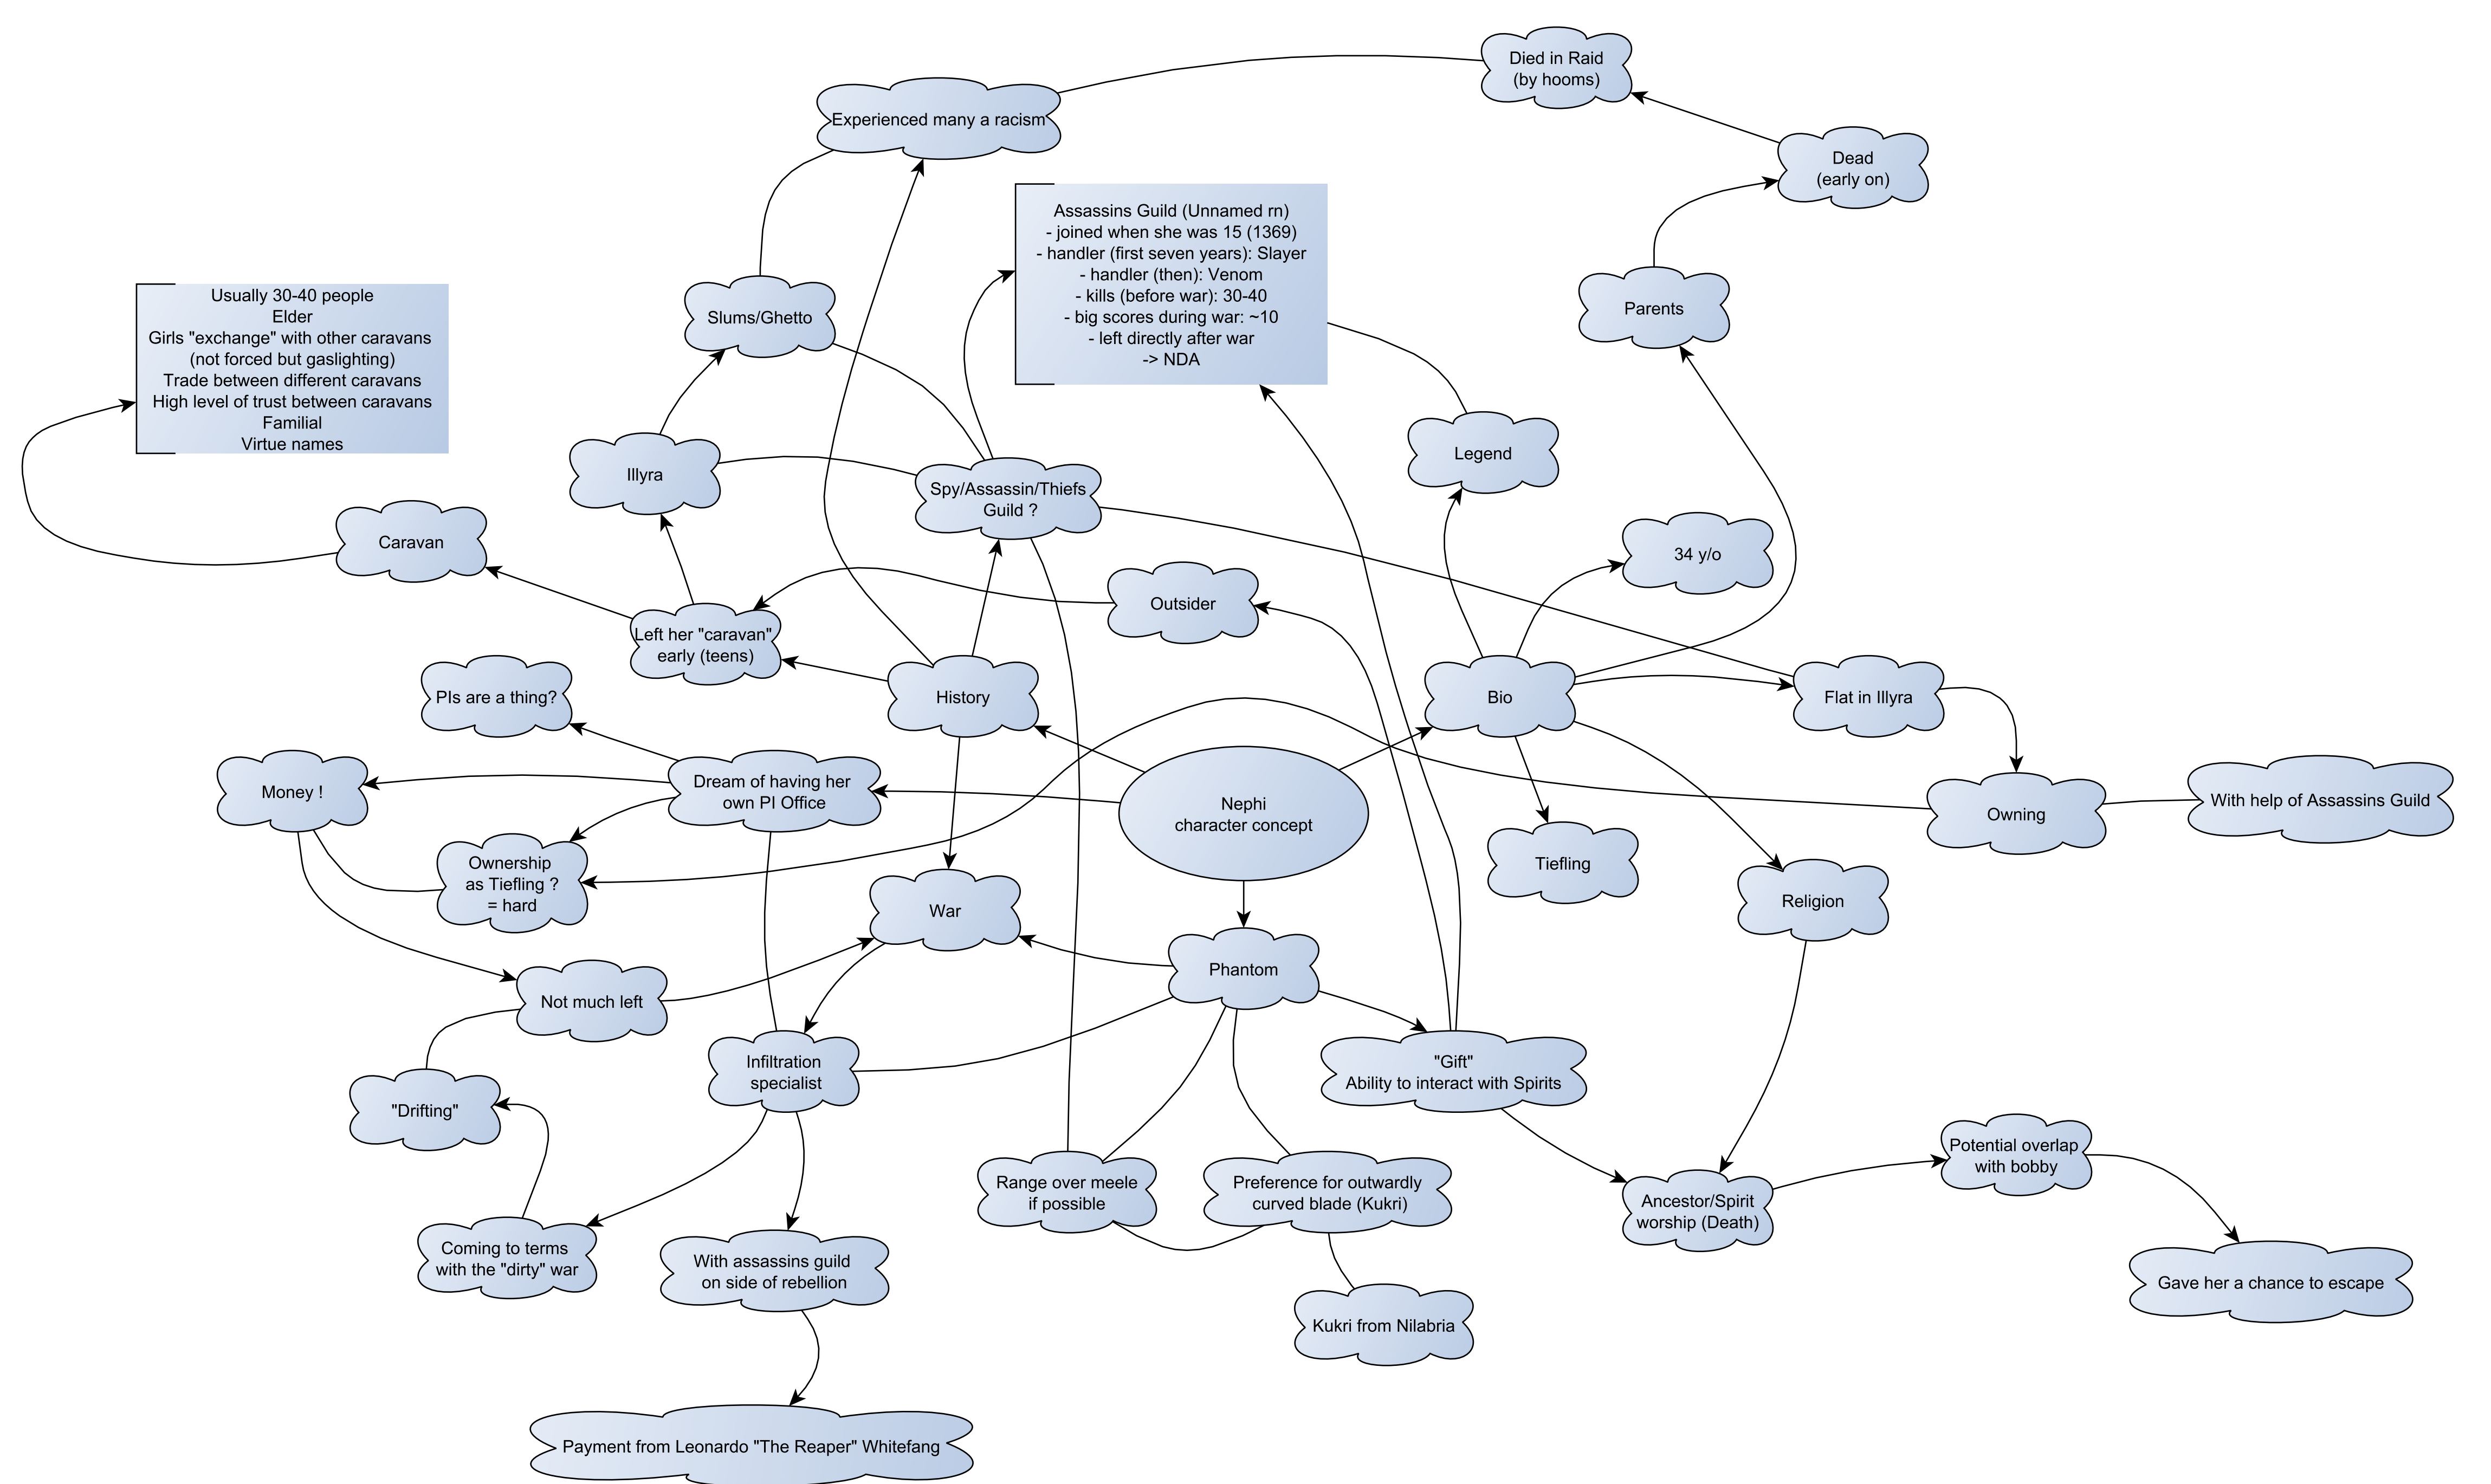 Died in Raid
(by hooms)
Experienced many a racism
Dead
(early on)
Assassins Guild (Unnamed rn)
- joined when she was 15 (1369)
- handler (first seven years): Slayer
- handler (then): Venom
- kills (before war): 30-40
- big scores during war: ~10
- left directly after war
-> NDA
Usually 30-40 people
Elder
Girls "exchange" with other caravans
(not forced but gaslighting)
Trade between different caravans
High level of trust between caravans
Familial
Virtue names
Slums/Ghetto
Parents
Legend
Illyra
Spy/Assassin/Thiefs
Guild ?
Caravan
34 y/o
Outsider
Left her "caravan"
early (teens)
PIs are a thing?
History
Bio
Flat in Illyra
Money !
Dream of having her
own PI Office
Nephi
character concept
Owning
With help of Assassins Guild
Ownership
as Tiefling ?
= hard
Tiefling
Religion
War
Phantom
Not much left
Infiltration
specialist
"Gift"
Ability to interact with Spirits
"Drifting"
Potential overlap
with bobby
Range over meele
if possible
Preference for outwardly
curved blade (Kukri)
Ancestor/Spirit
worship (Death)
Coming to terms
with the "dirty" war
With assassins guild
on side of rebellion
Gave her a chance to escape
Kukri from Nilabria
Payment from Leonardo "The Reaper" Whitefang